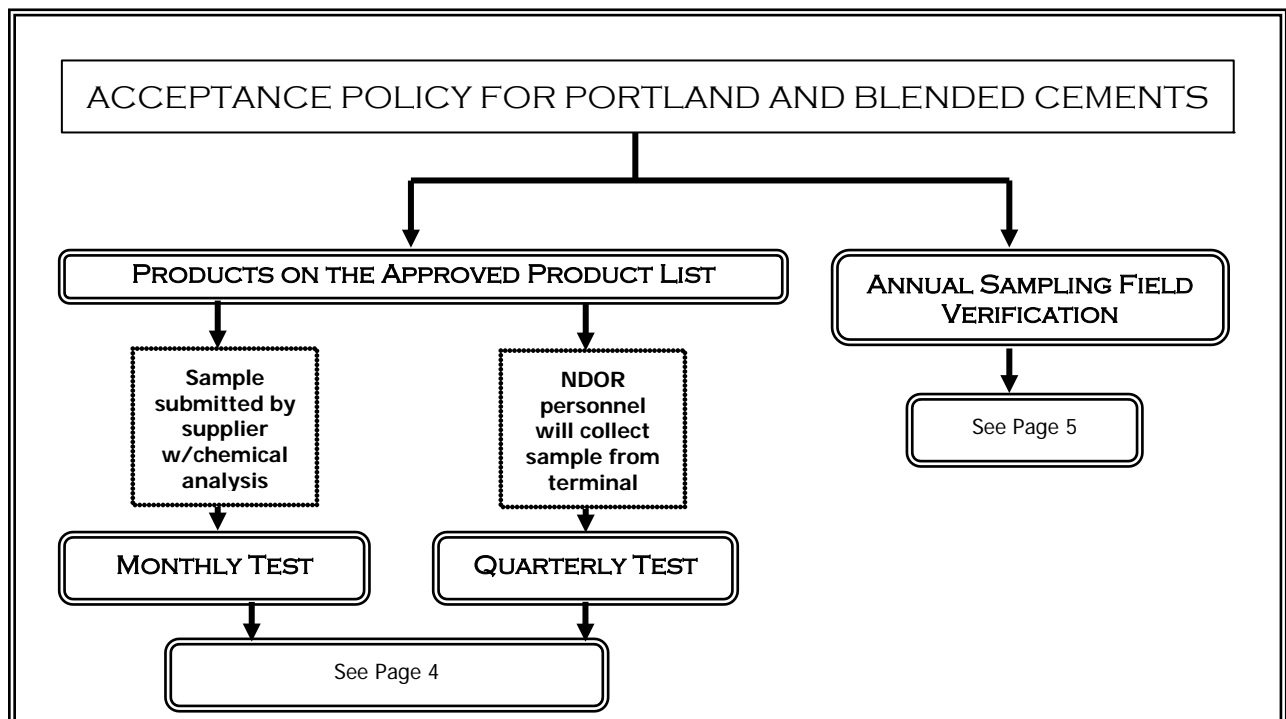 ACCEPTANCE POLICY FOR PORTLAND AND BLENDED CEMENTS
PRODUCTS ON THE APPROVED PRODUCT LIST
ANNUAL SAMPLING FIELD
VERIFICATION
Sample
submitted by
supplier
w/chemical
analysis
NDOR
personnel
will collect
sample from
terminal
See Page 5
MONTHLY TEST
QUARTERLY TEST
See Page 4